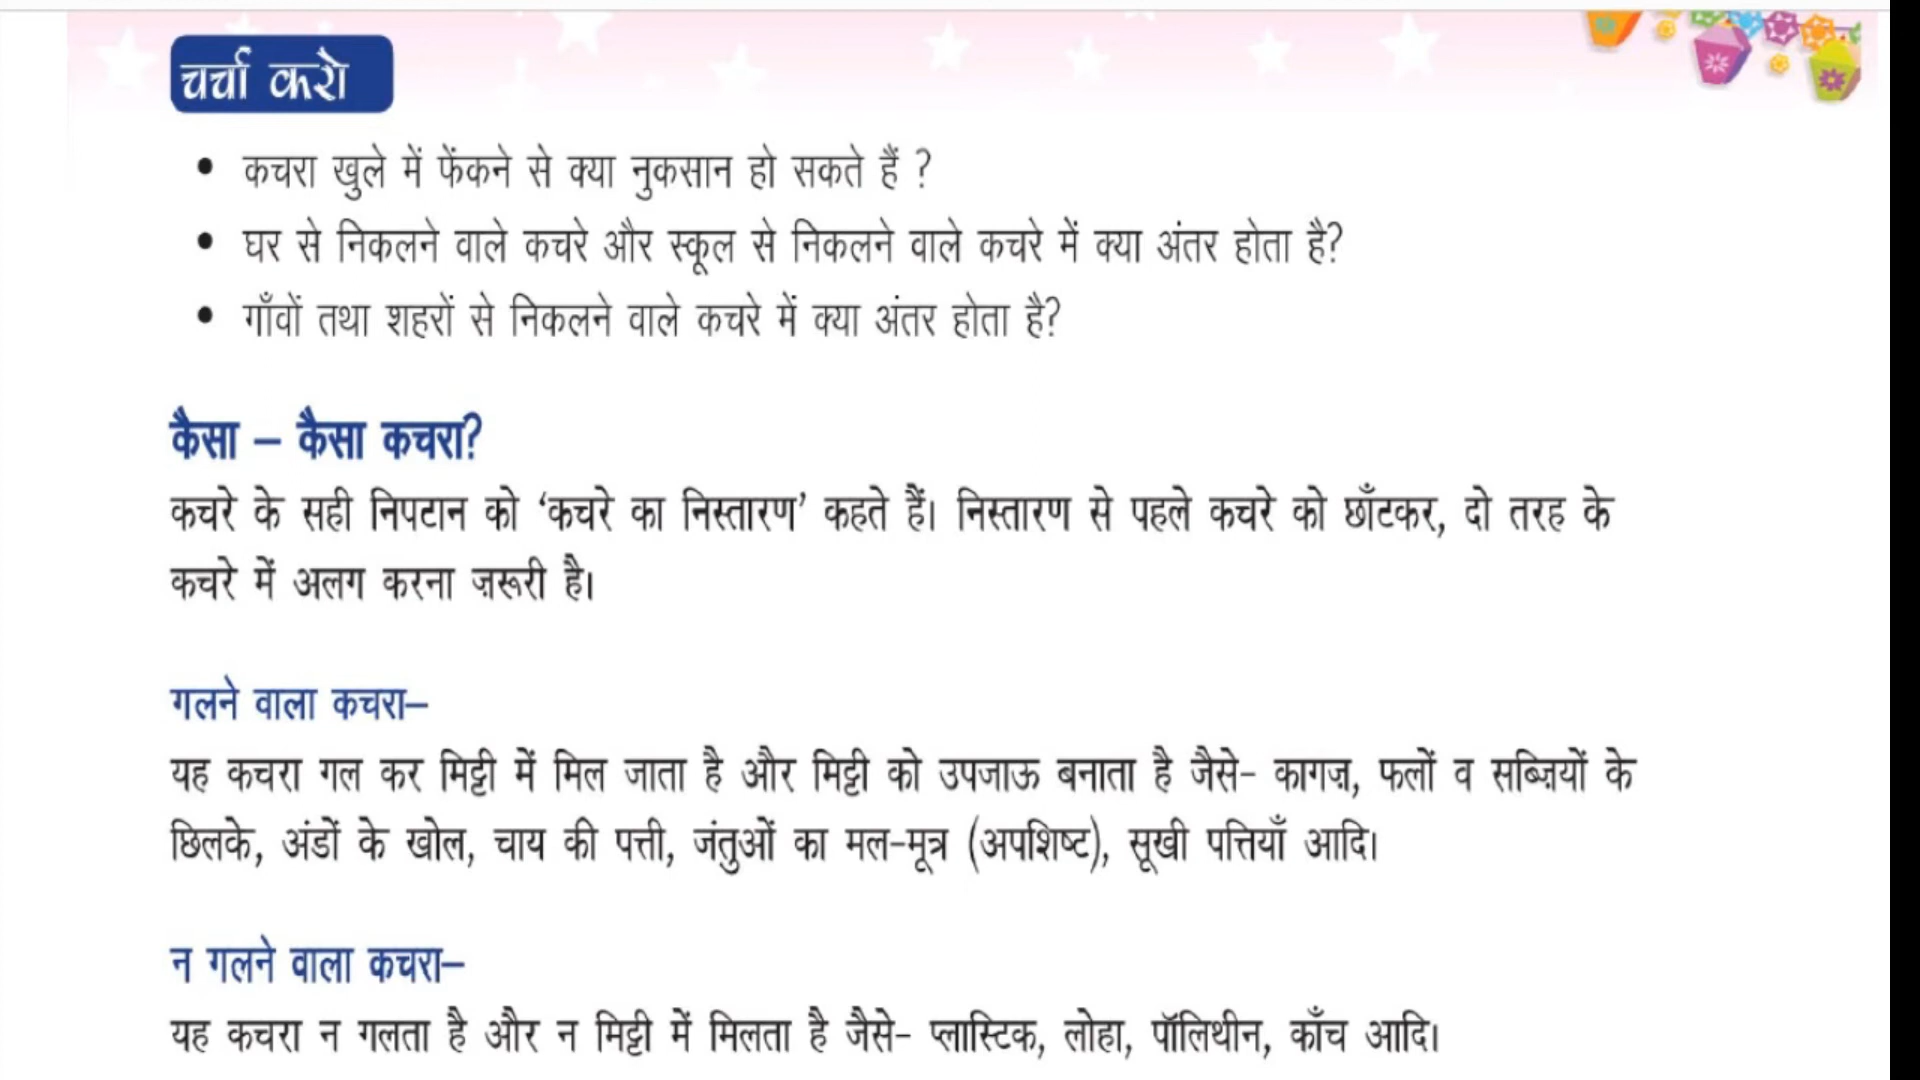 चर्चा करो
• कचरा खुले में फेंकने से क्या नुकसान हो सकते हैं ?
• घर से निकलने वाले कचरे और स्कूल से निकलने वाले कचरे में क्या अंतर होता है?
• गाँवों तथा शहरों से निकलने वाले कचरे में क्या अंतर होता है?
कैसा – कैसा कचरा?
कचरे के सही निपटान को ‘कचरे का निस्तारण’ कहते हैं। निस्तारण से पहले कचरे को छाँटकर, दो तरह के
कचरे में अलग करना ज़रूरी है।
गलने वाला कचरा–
यह कचरा गल कर मिट्टी में मिल जाता है और मिट्टी को उपजाऊ बनाता है जैसे- कागज़, फलों व सब्ज़ियों के
छिलके, अंडों के खोल, चाय की पत्ती, जंतुओं का मल-मूत्र (अपशिष्ट), सूखी पत्तियाँ आदि।
न गलने वाला कचरा–
यह कचरा न गलता है और न मिट्टी में मिलता है जैसे- प्लास्टिक, लोहा, पॉलिथीन, काँच आदि।